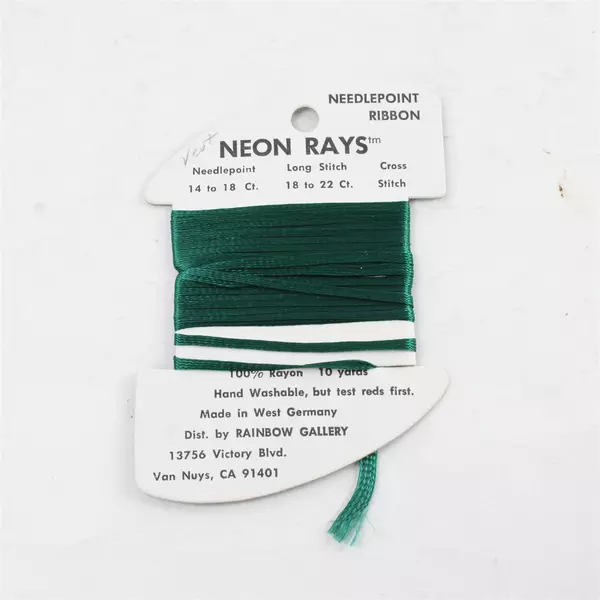 NEEDLEPOINT
RIBBON
vest
NEON RAYS™
Needlepoint Long Stitch Cross
14 to 18 Ct. 18 to 22 Ct. Stitch
100% Rayon 10 yards
Hand Washable, but test reds first.
Made in West Germany
Dist. by RAINBOW GALLERY
13756 Victory Blvd.
Van Nuys, CA 91401